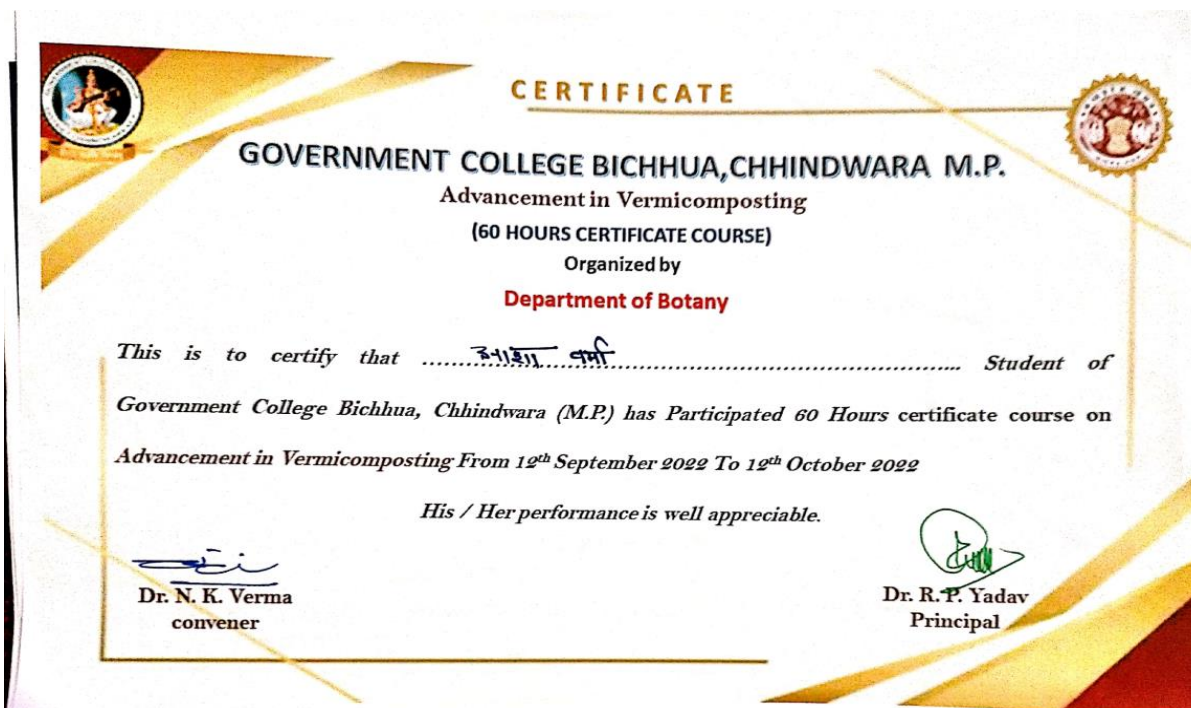 CERTIFICATE
GOVERNMENT COLLEGE BICHHUA,CHHINDWARA M.P.
Advancement in Vermicomposting
(60 HOURS CERTIFICATE COURSE)
Organized by
Department of Botany
This is to certify that ......आशा वर्मा...... Student of
Government College Bichhua, Chhindwara (M.P.) has Participated 60 Hours certificate course on
Advancement in Vermicomposting From 12th September 2022 To 12th October 2022
His / Her performance is well appreciable.
Dr. N. K. Verma
convener
Dr. R. P. Yadav
Principal